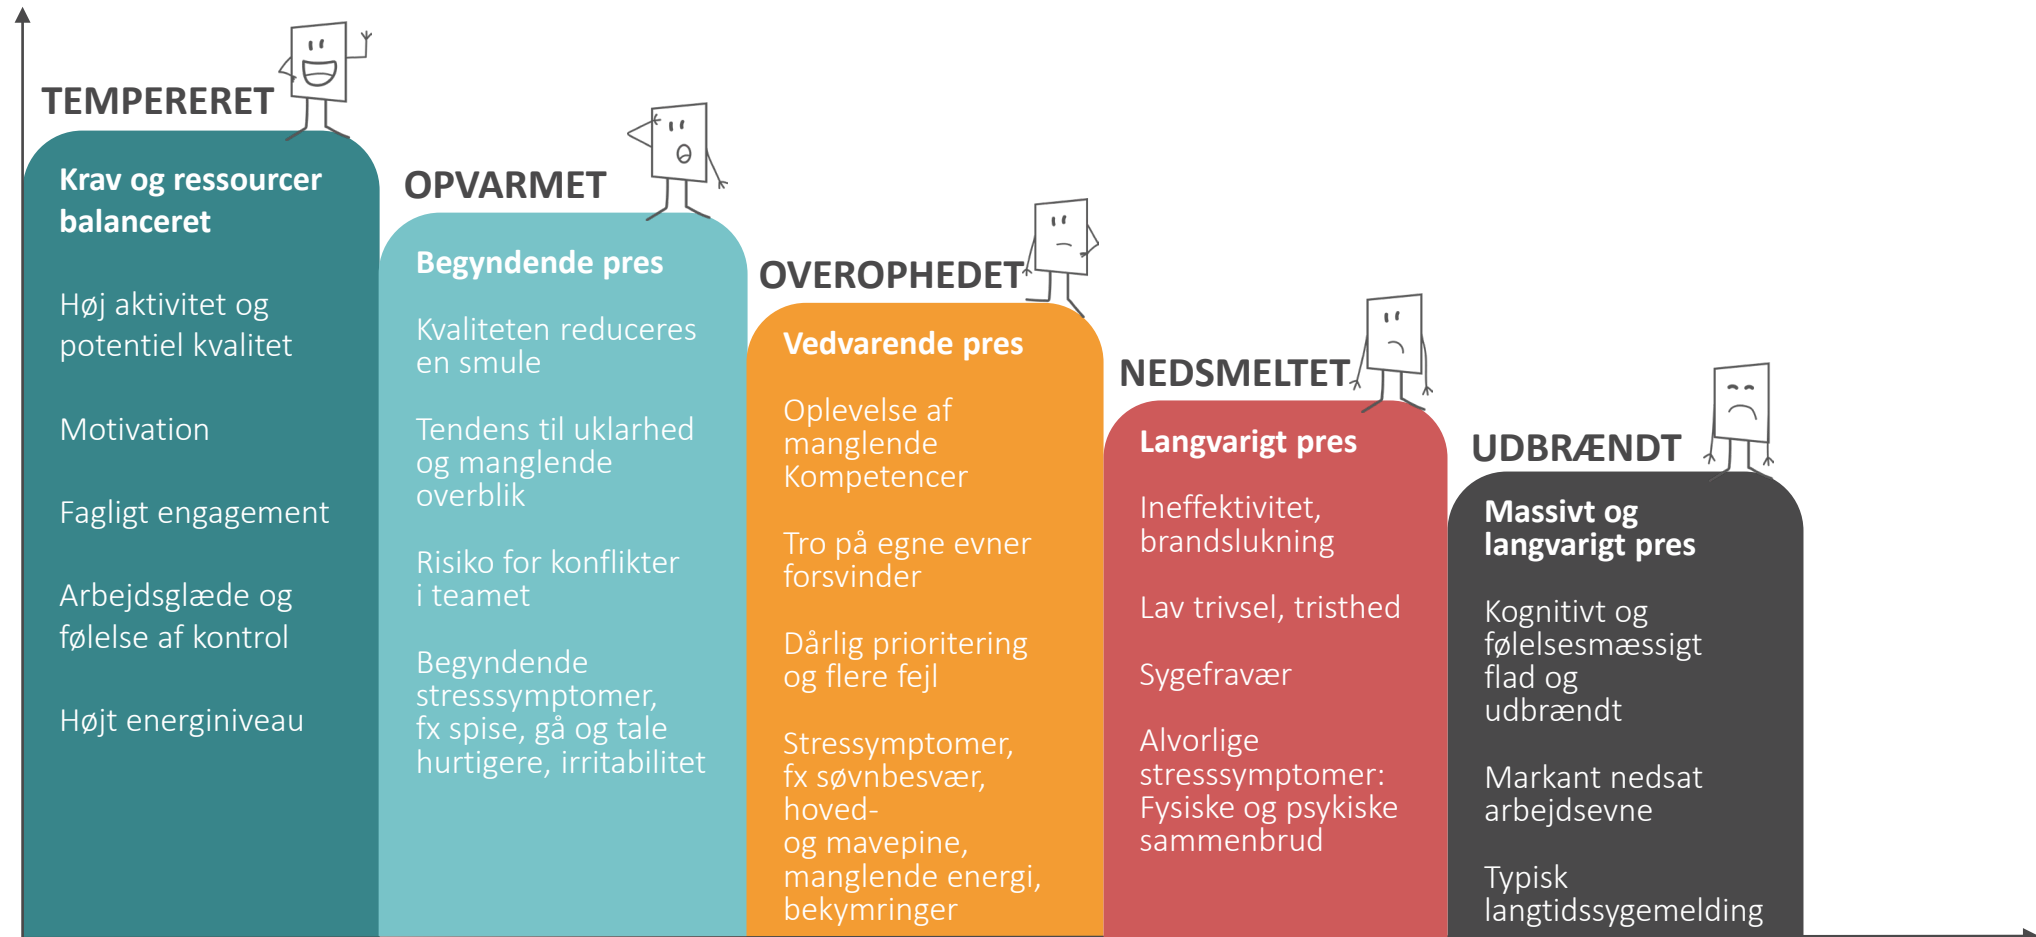 TEMPERERET
Krav og ressourcer
balanceret
Høj aktivitet og
potentiel kvalitet
Motivation
Fagligt engagement
Arbejdsglæde og
følelse af kontrol
Højt energiniveau
OPVARMET
Begyndende pres
Kvaliteten reduceres
en smule
Tendens til uklarhed
og manglende
overblik
Risiko for konflikter
i teamet
Begyndende
stresssymptomer,
fx spise, gå og tale
hurtigere, irritabilitet
OVEROPHEDET
Vedvarende pres
Oplevelse af
manglende
Kompetencer
Tro på egne evner
forsvinder
Dårlig prioritering
og flere fejl
Stressymptomer,
fx søvnbesvær,
hoved-
og mavepine,
manglende energi,
bekymringer
NEDSMELTET
Langvarigt pres
Ineffektivitet,
brandslukning
Lav trivsel, tristhed
Sygefravær
Alvorlige
stresssymptomer:
Fysiske og psykiske
sammenbrud
UDBRÆNDT
Massivt og
langvarigt pres
Kognitivt og
følelsesmæssigt
flad og
udbrændt
Markant nedsat
arbejdsevne
Typisk
langtidssygemelding